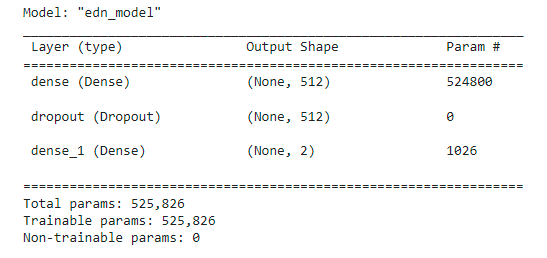 Model: "edn_model"
_________________________________________________________________
Layer (type) Output Shape Param #
=================================================================
dense (Dense) (None, 512) 524800
dropout (Dropout) (None, 512) 0
dense_1 (Dense) (None, 2) 1026
=================================================================
Total params: 525,826
Trainable params: 525,826
Non-trainable params: 0